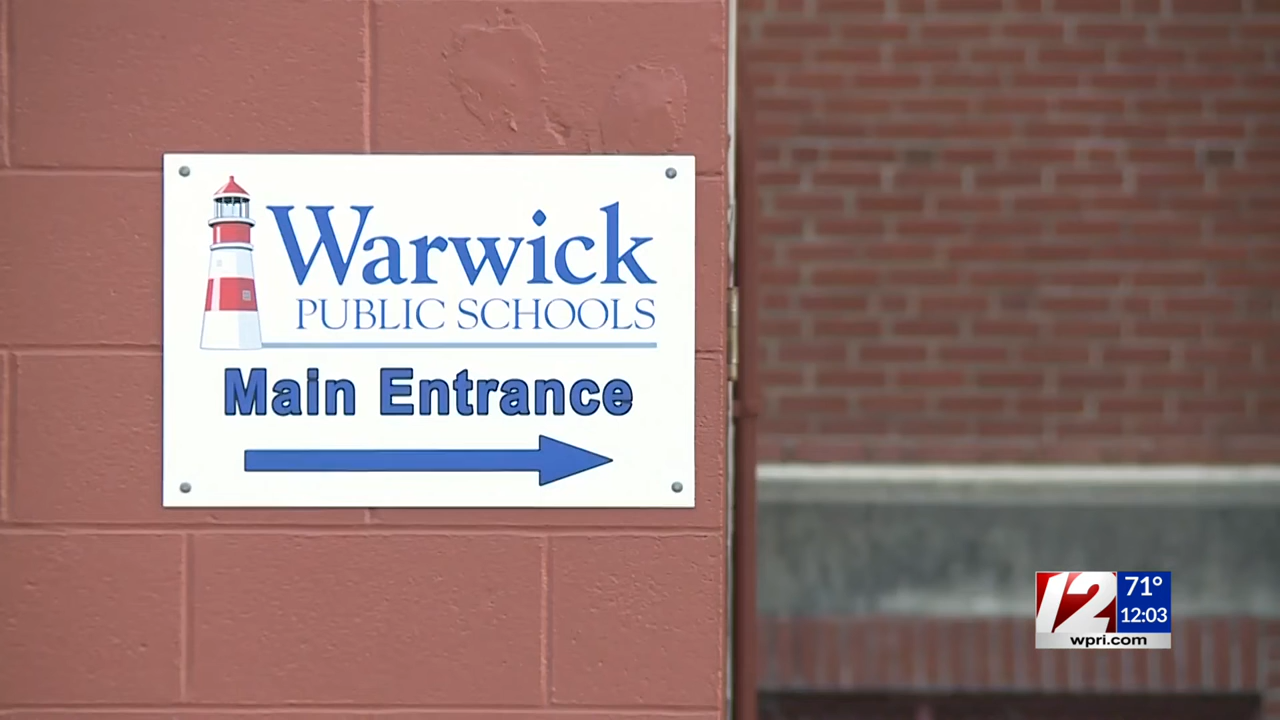 Warwick
PUBLIC SCHOOLS
Main Entrance
12
71°
12:03
wpri.com